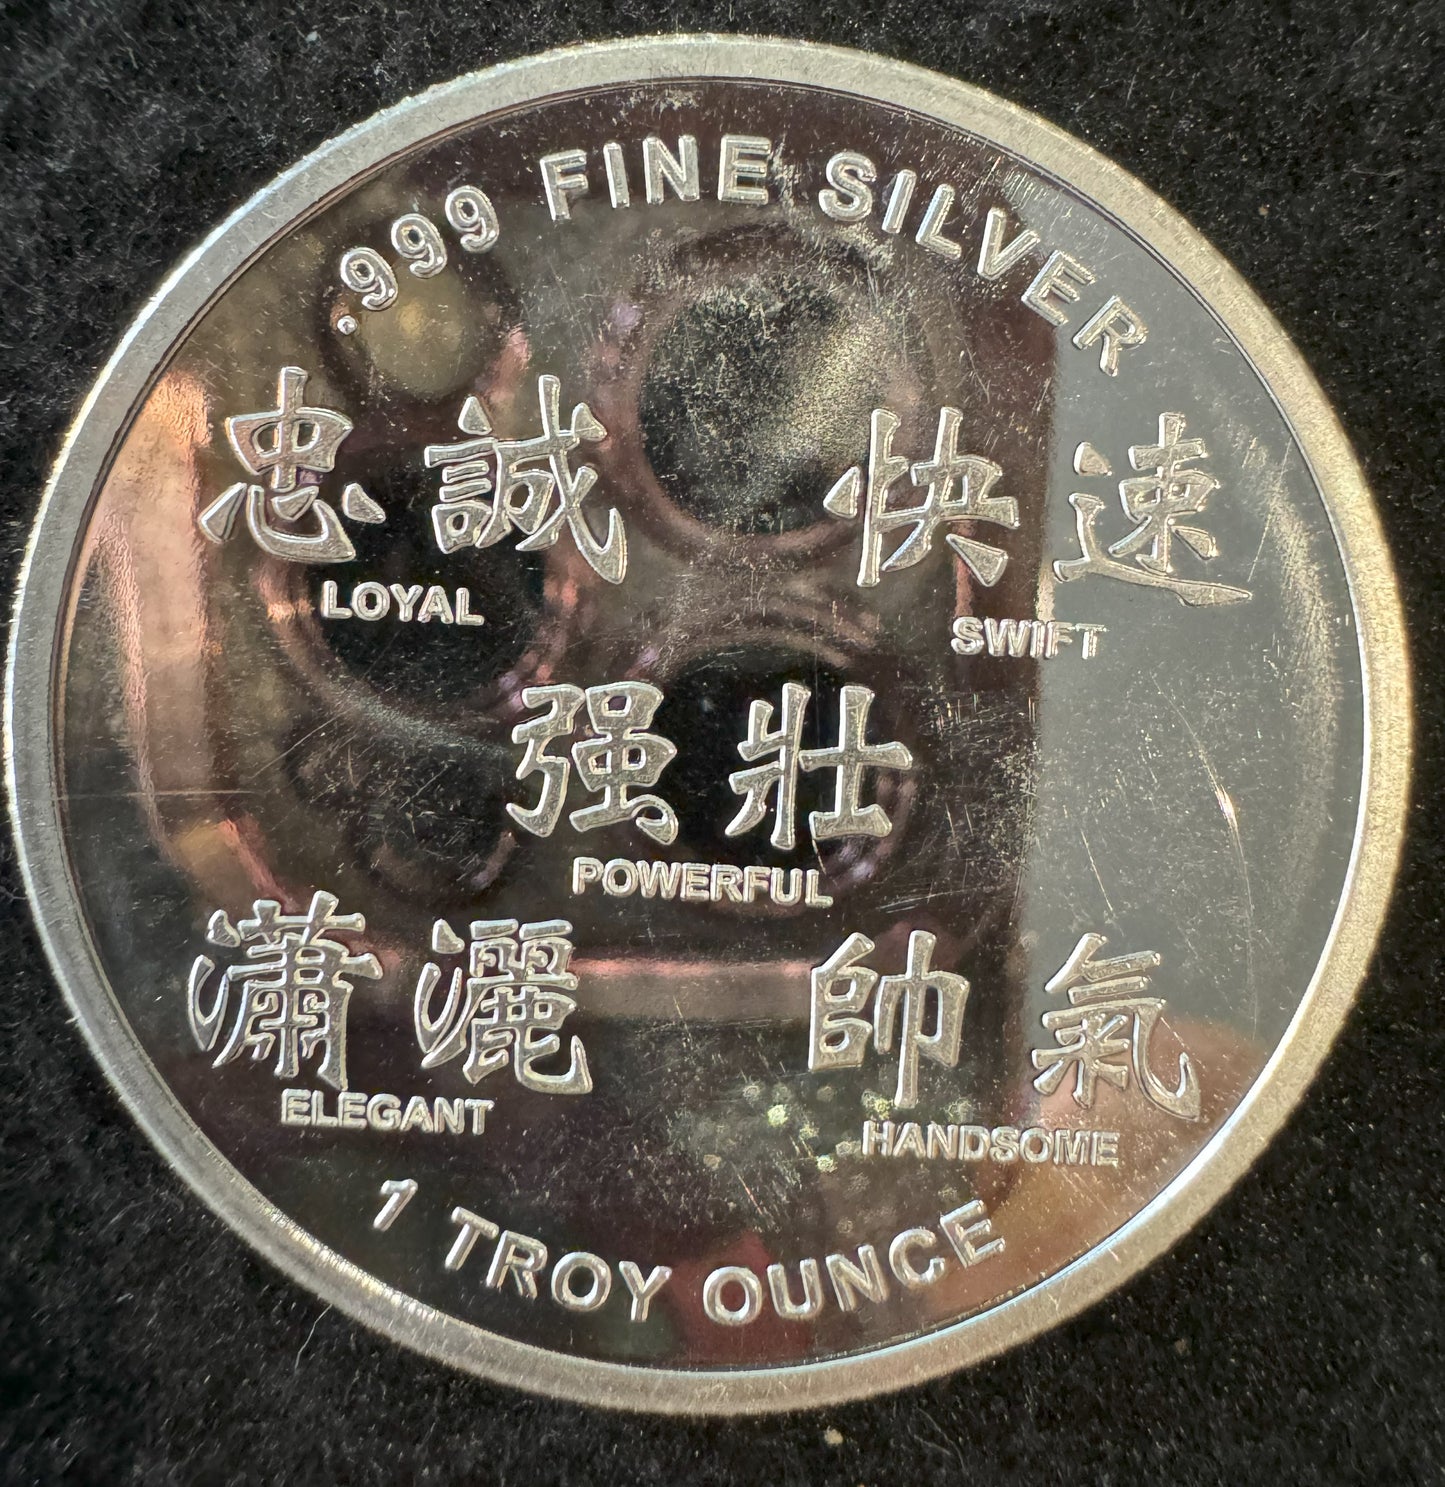 .999 FINE SILVER
忠誠 快速
LOYAL SWIFT
强壯
POWERFUL
瀟灑 帥氣
ELEGANT HANDSOME
1 TROY OUNCE